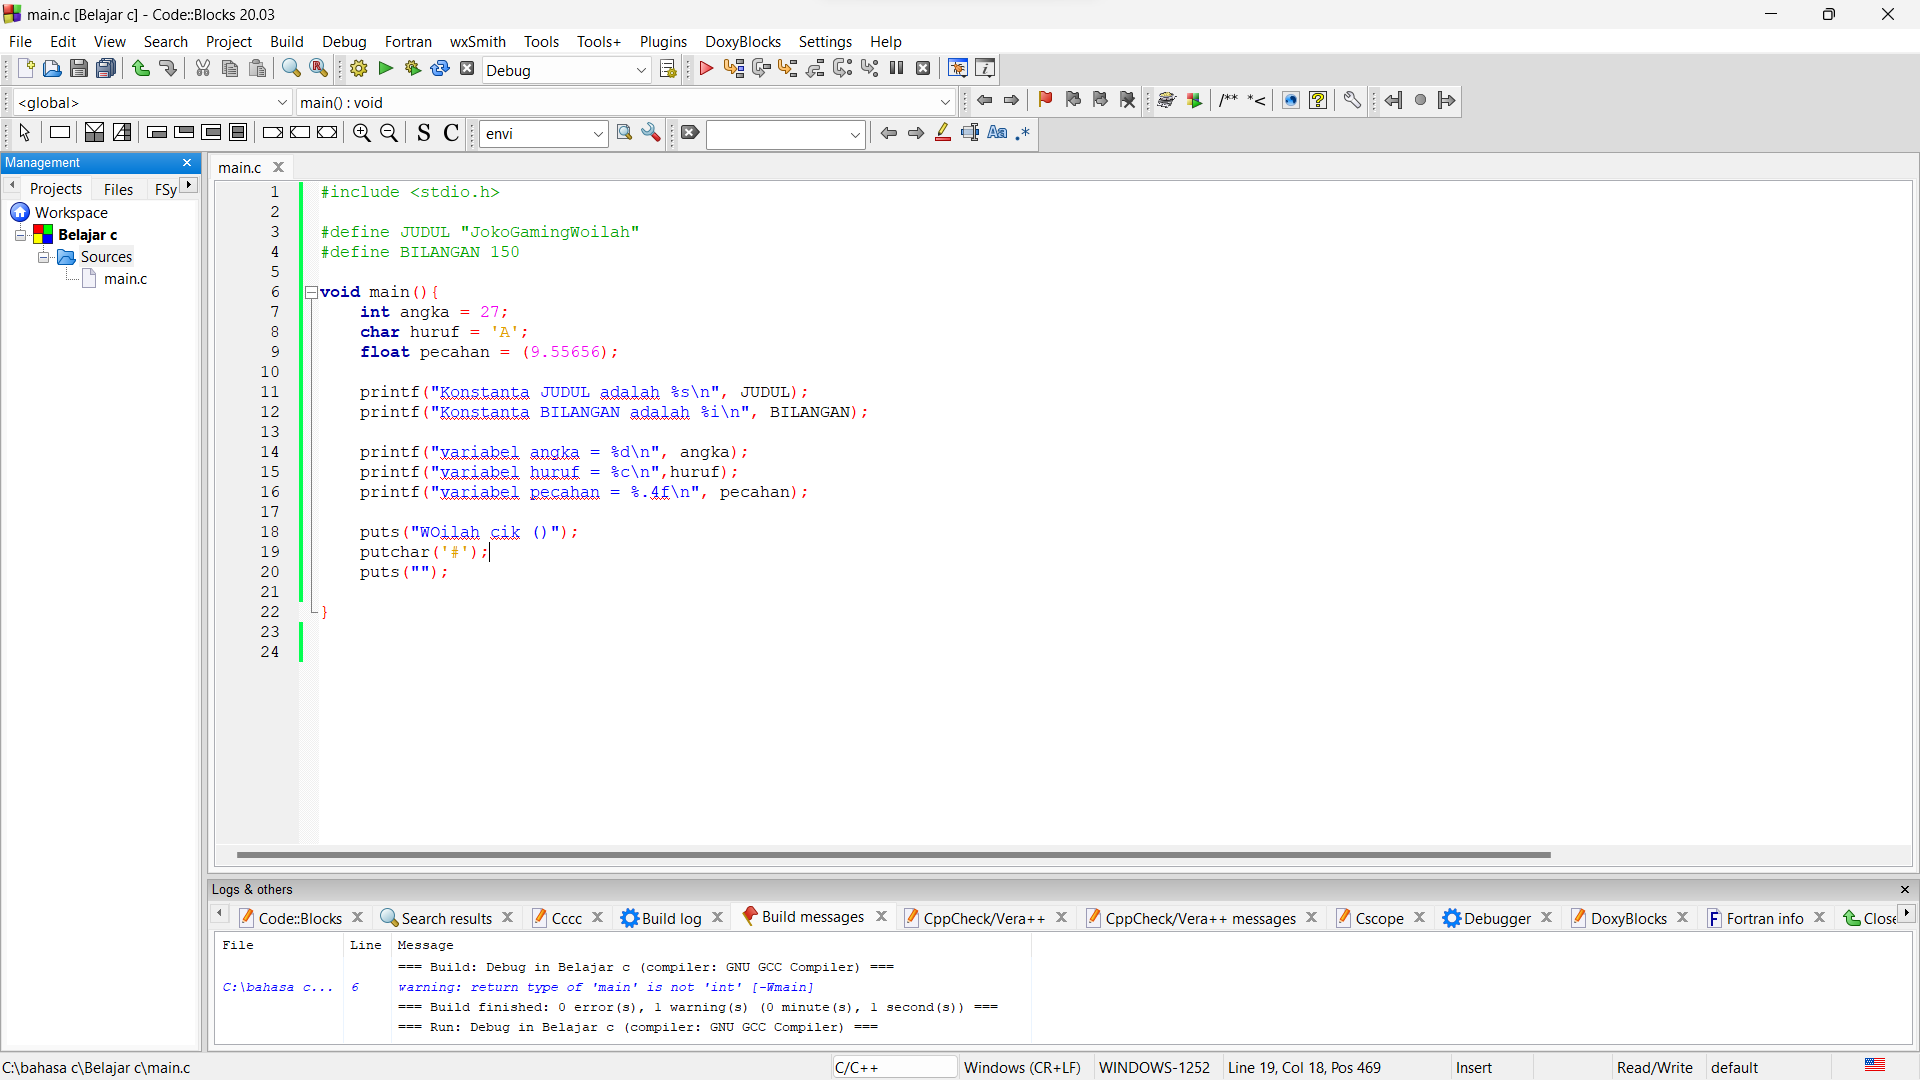 main.c [Belajar c] - Code::Blocks 20.03
File Edit View Search Project Build Debug Fortran wxSmith Tools Tools+ Plugins DoxyBlocks Settings Help
Debug
<global> main() : void /** *<
S C envi Aa .*
Management
main.c
Projects Files FSy
Workspace
Belajar c
Sources
main.c
1 #include <stdio.h>
2
3 #define JUDUL "JokoGamingWoilah"
4 #define BILANGAN 150
5
6 void main(){
7 int angka = 27;
8 char huruf = 'A';
9 float pecahan = (9.55656);
10
11 printf("Konstanta JUDUL adalah %s\n", JUDUL);
12 printf("Konstanta BILANGAN adalah %i\n", BILANGAN);
13
14 printf("variabel angka = %d\n", angka);
15 printf("variabel huruf = %c\n",huruf);
16 printf("variabel pecahan = %.4f\n", pecahan);
17
18 puts("WOilah cik ()");
19 putchar('#');
20 puts("");
21
22 }
23
24
Logs & others
Code::Blocks Search results Cccc Build log Build messages CppCheck/Vera++ CppCheck/Vera++ messages Cscope Debugger DoxyBlocks Fortran info Close
File Line Message
=== Build: Debug in Belajar c (compiler: GNU GCC Compiler) ===
C:\bahasa c... 6 warning: return type of 'main' is not 'int' [-Wmain]
=== Build finished: 0 error(s), 1 warning(s) (0 minute(s), 1 second(s)) ===
=== Run: Debug in Belajar c (compiler: GNU GCC Compiler) ===
C:\bahasa c\Belajar c\main.c C/C++ Windows (CR+LF) WINDOWS-1252 Line 19, Col 18, Pos 469 Insert Read/Write default